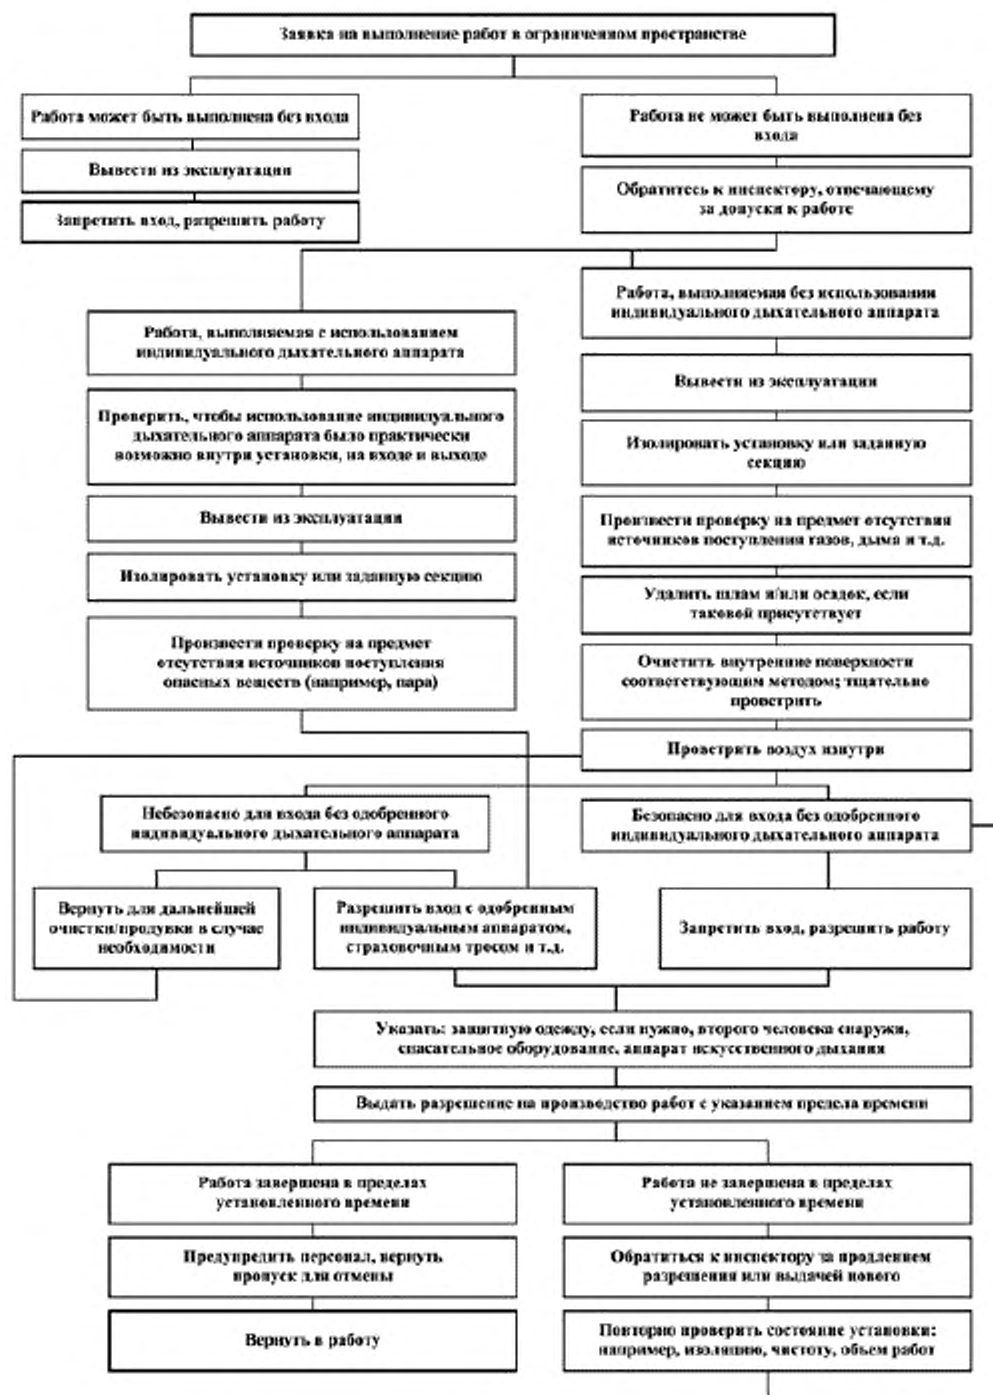 Заявка на выполнение работ в ограниченном пространстве
Работа может быть выполнена без входа
Вывести из эксплуатации
Запретить вход, разрешить работу
Работа не может быть выполнена без
входа
Обратитесь к инспектору, отвечающему
за допуски к работе
Работа, выполняемая с использованием
индивидуального дыхательного аппарата
Проверить, чтобы использование индивидуального
дыхательного аппарата было практически
возможно внутри установки, на входе и выходе
Вывести из эксплуатации
Изолировать установку или заданную секцию
Произвести проверку на предмет
отсутствия источников поступления
опасных веществ (например, пара)
Работа, выполняемая без использования
индивидуального дыхательного аппарата
Вывести из эксплуатации
Изолировать установку или заданную
секцию
Произвести проверку на предмет отсутствия
источников поступления газов, дыма и т.д.
Удалить шлам и/или осадок, если
таковой присутствует
Очистить внутренние поверхности
соответствующим методом; тщательно
проветрить
Проветрить воздух изнутри
Небезопасно для входа без одобренного
индивидуального дыхательного аппарата
Безопасно для входа без одобренного
индивидуального дыхательного аппарата
Вернуть для дальнейшей
очистки/продувки в случае
необходимости
Разрешить вход с одобренным
индивидуальным аппаратом,
страховочным тросом и т.д.
Запретить вход, разрешить работу
Указать: защитную одежду, если нужно, второго человека снаружи,
спасательное оборудование, аппарат искусственного дыхания
Выдать разрешение на производство работ с указанием предела времени
Работа завершена в пределах
установленного времени
Предупредить персонал, вернуть
пропуск для отмены
Вернуть в работу
Работа не завершена в пределах
установленного времени
Обратиться к инспектору за продлением
разрешения или выдачей нового
Повторно проверить состояние установки:
например, изоляцию, чистоту, объем работ